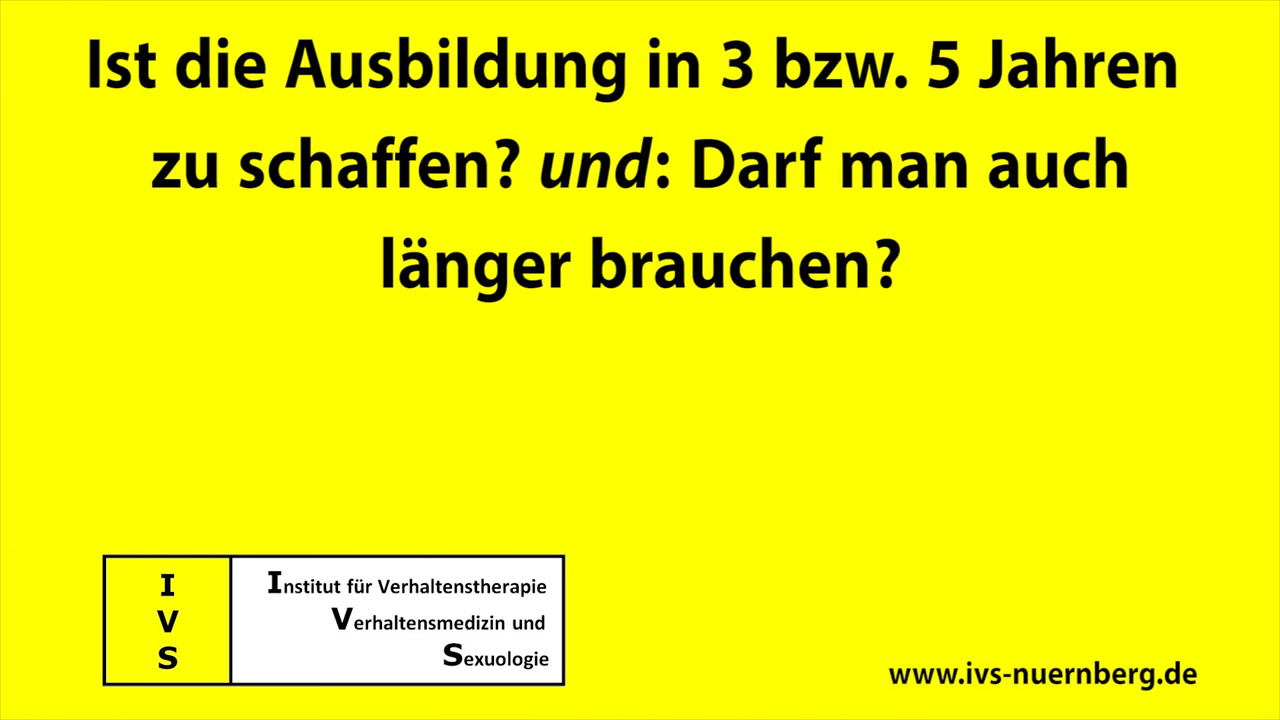 Ist die Ausbildung in 3 bzw. 5 Jahren
zu schaffen? und: Darf man auch
länger brauchen?
I
V
S
Institut für Verhaltenstherapie
Verhaltensmedizin und
Sexuologie
www.ivs-nuernberg.de